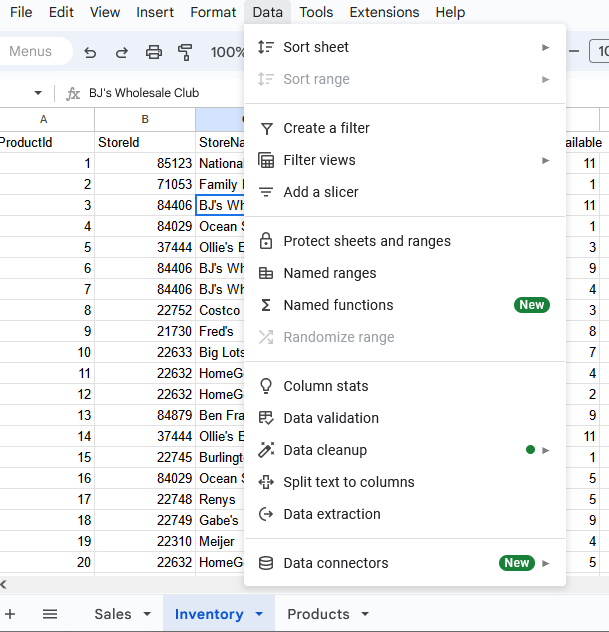 File Edit View Insert Format Data Tools Extensions Help
Menus 100% 10
BJ's Wholesale Club
A B
ProductId StoreId StoreNa ailable
1 85123 National 11
2 71053 Family 1
3 84406 BJ's Wh 11
4 84029 Ocean S 1
5 37444 Ollie's B 3
6 84406 BJ's Wh 9
7 84406 BJ's Wh 4
8 22752 Costco 3
9 21730 Fred's 8
10 22633 Big Lots 7
11 22632 HomeG 4
12 22632 HomeG 2
13 84879 Ben Fra 9
14 37444 Ollie's B 11
15 22745 Burlingt 1
16 84029 Ocean S 5
17 22748 Renys 5
18 22749 Gabe's 9
19 22310 Meijer 4
20 22632 HomeG 5
Sort sheet
Sort range
Create a filter
Filter views
Add a slicer
Protect sheets and ranges
Named ranges
Named functions New
Randomize range
Column stats
Data validation
Data cleanup
Split text to columns
Data extraction
Data connectors New
Sales Inventory Products